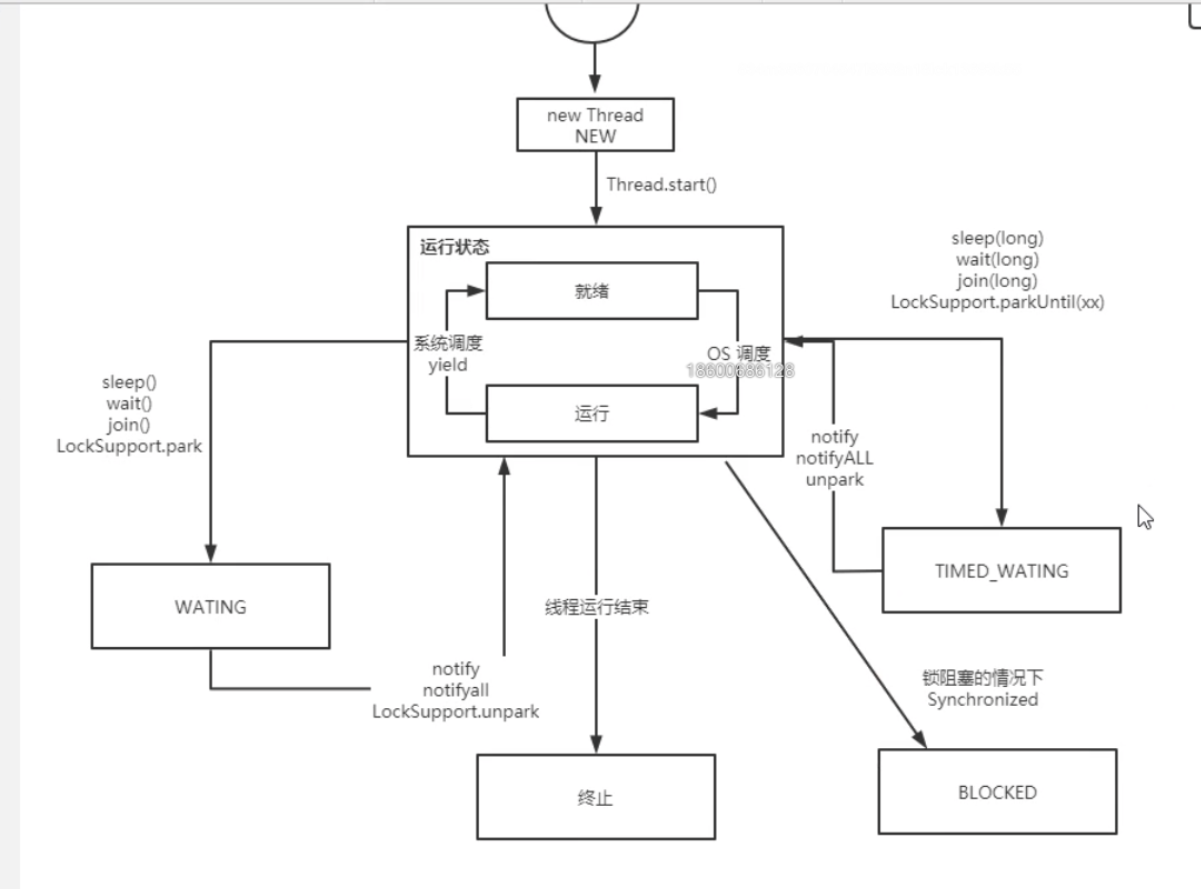 new Thread
NEW
Thread.start()
运行状态
就绪
系统调度
yield
OS 调度
18600686128
运行
sleep(long)
wait(long)
join(long)
LockSupport.parkUntil(xx)
sleep()
wait()
join()
LockSupport.park
notify
notifyALL
unpark
TIMED_WATING
WATING
线程运行结束
notify
notifyall
LockSupport.unpark
锁阻塞的情况下
Synchronized
终止
BLOCKED